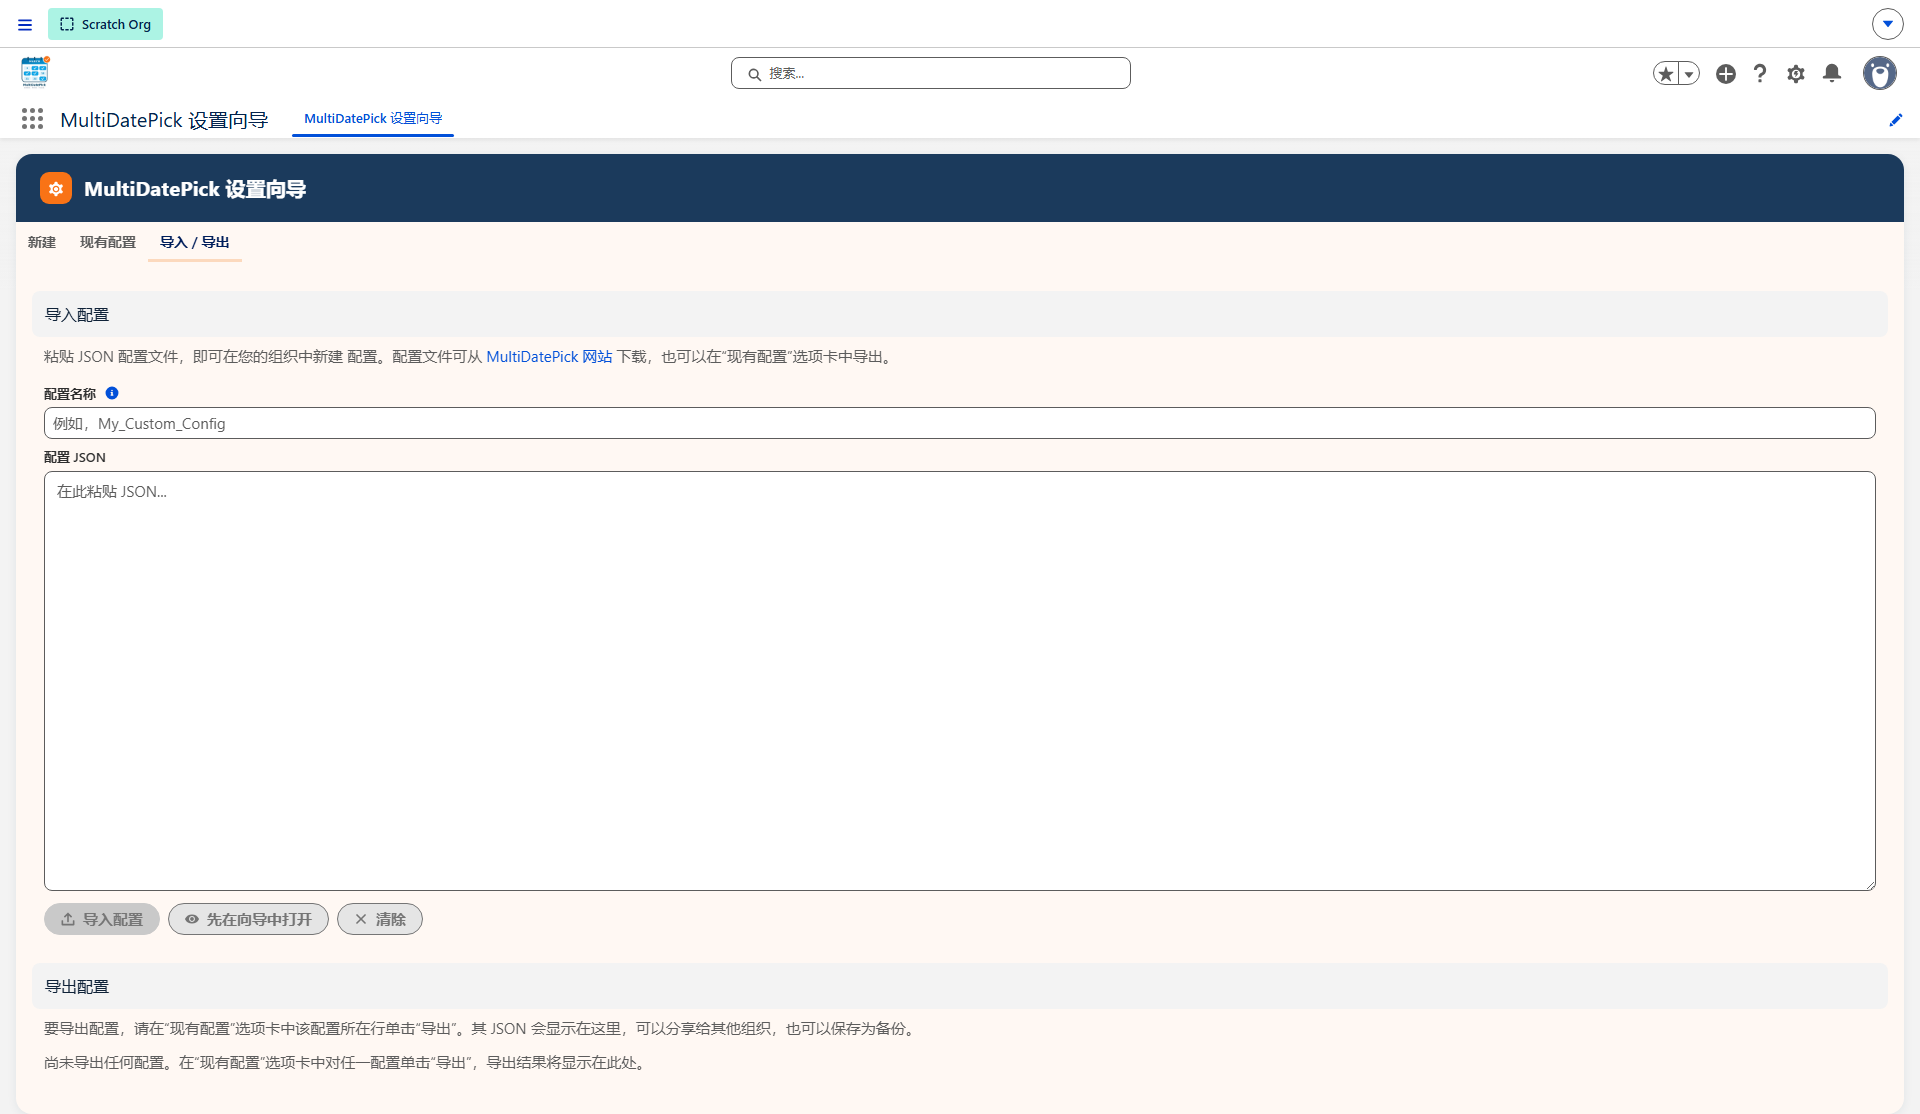 Scratch Org
搜索...
MultiDatePick 设置向导
MultiDatePick 设置向导
MultiDatePick 设置向导
新建
现有配置
导入 / 导出
导入配置
粘贴 JSON 配置文件，即可在您的组织中新建 配置。配置文件可从 MultiDatePick 网站 下载，也可以在“现有配置”选项卡中导出。
配置名称
例如，My_Custom_Config
配置 JSON
在此粘贴 JSON...
导入配置
先在向导中打开
清除
导出配置
要导出配置，请在“现有配置”选项卡中该配置所在行单击“导出”。其 JSON 会显示在这里，可以分享给其他组织，也可以保存为备份。
尚未导出任何配置。在“现有配置”选项卡中对任一配置单击“导出”，导出结果将显示在此处。